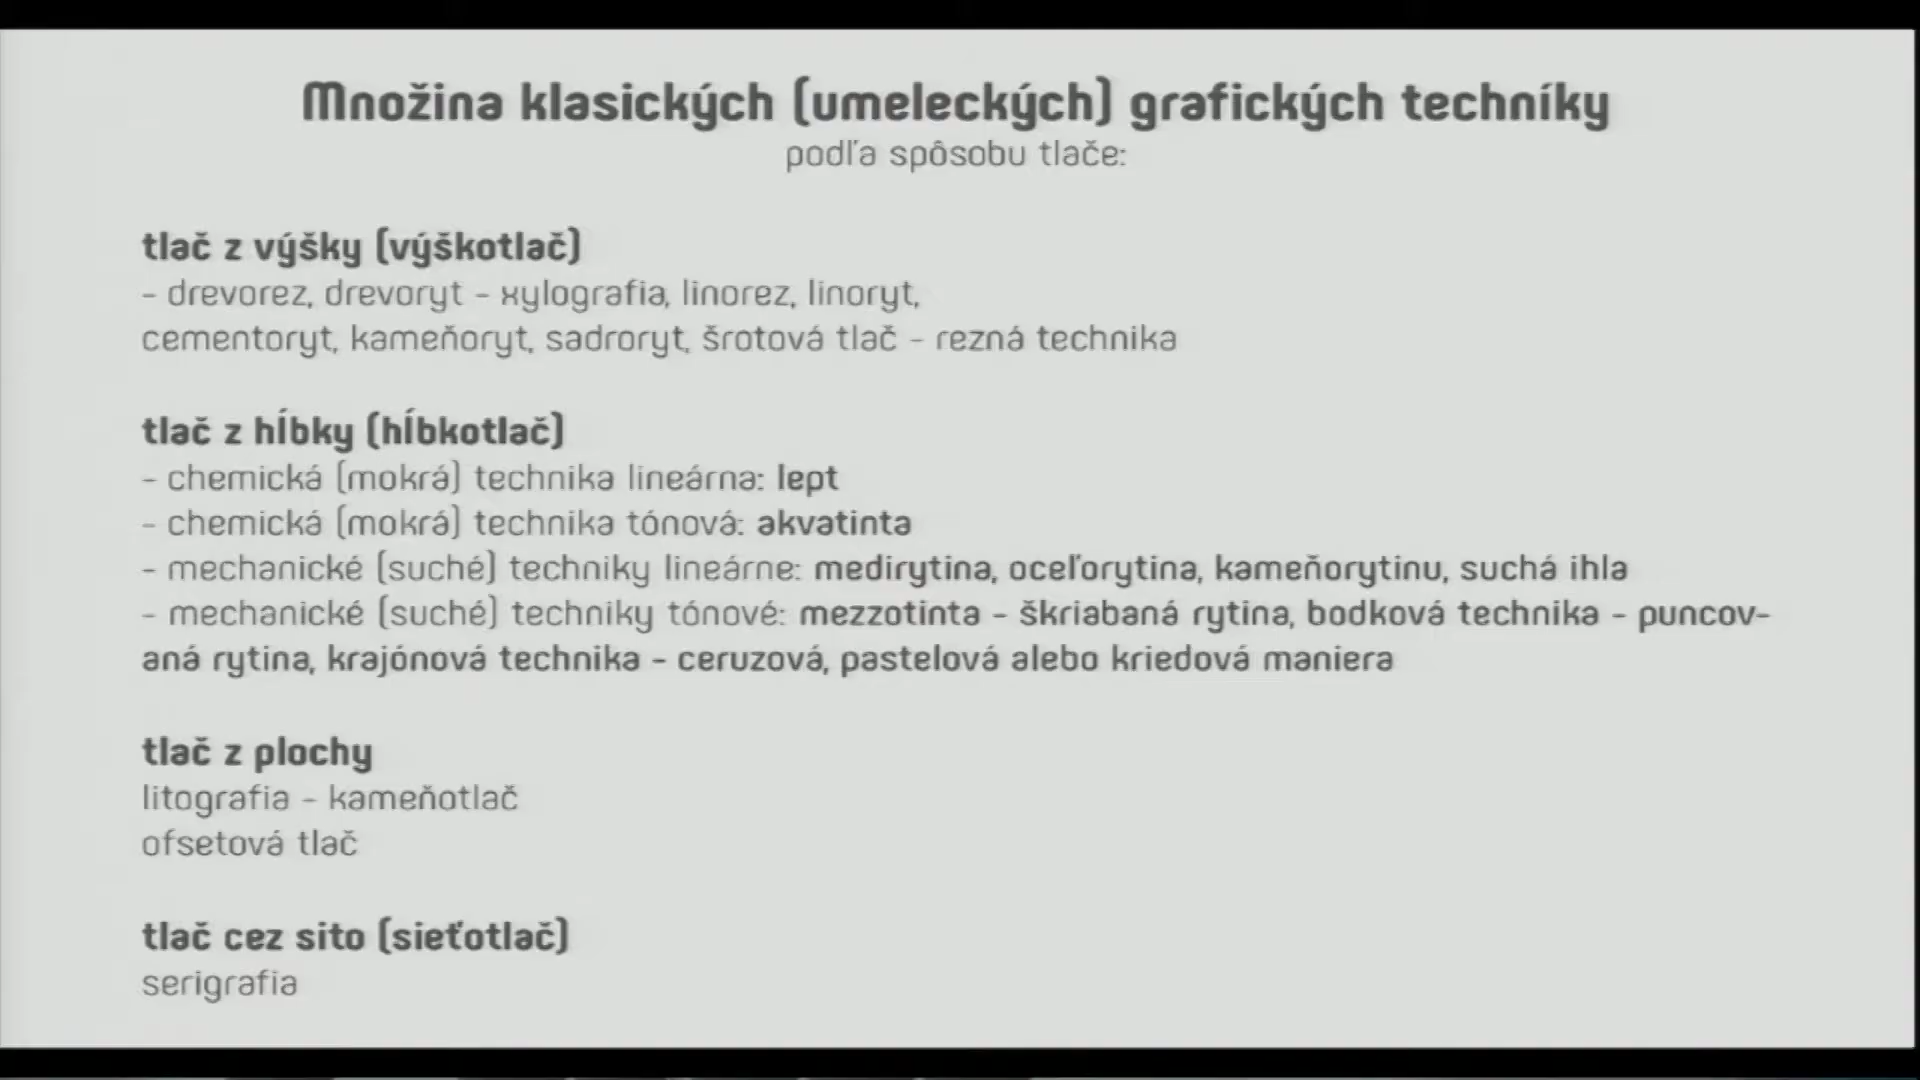 Množina klasických (umeleckých) grafických techníky
podľa spôsobu tlače:
tlač z výšky (výškotlač)
- drevorez, drevoryt - xylografia, linorez, linoryt,
cementoryt, kameňoryt, sadroryt, šrotová tlač - rezná technika
tlač z hĺbky (hĺbkotlač)
- chemická (mokrá) technika lineárna: lept
- chemická (mokrá) technika tónová: akvatinta
- mechanické (suché) techniky lineárne: medirytina, oceľorytina, kameňorytinu, suchá ihla
- mechanické (suché) techniky tónové: mezzotinta - škriabaná rytina, bodková technika - puncov-
aná rytina, krajónová technika - ceruzová, pastelová alebo kriedová maniera
tlač z plochy
litografia - kameňotlač
ofsetová tlač
tlač cez sito (sieťotlač)
serigrafia